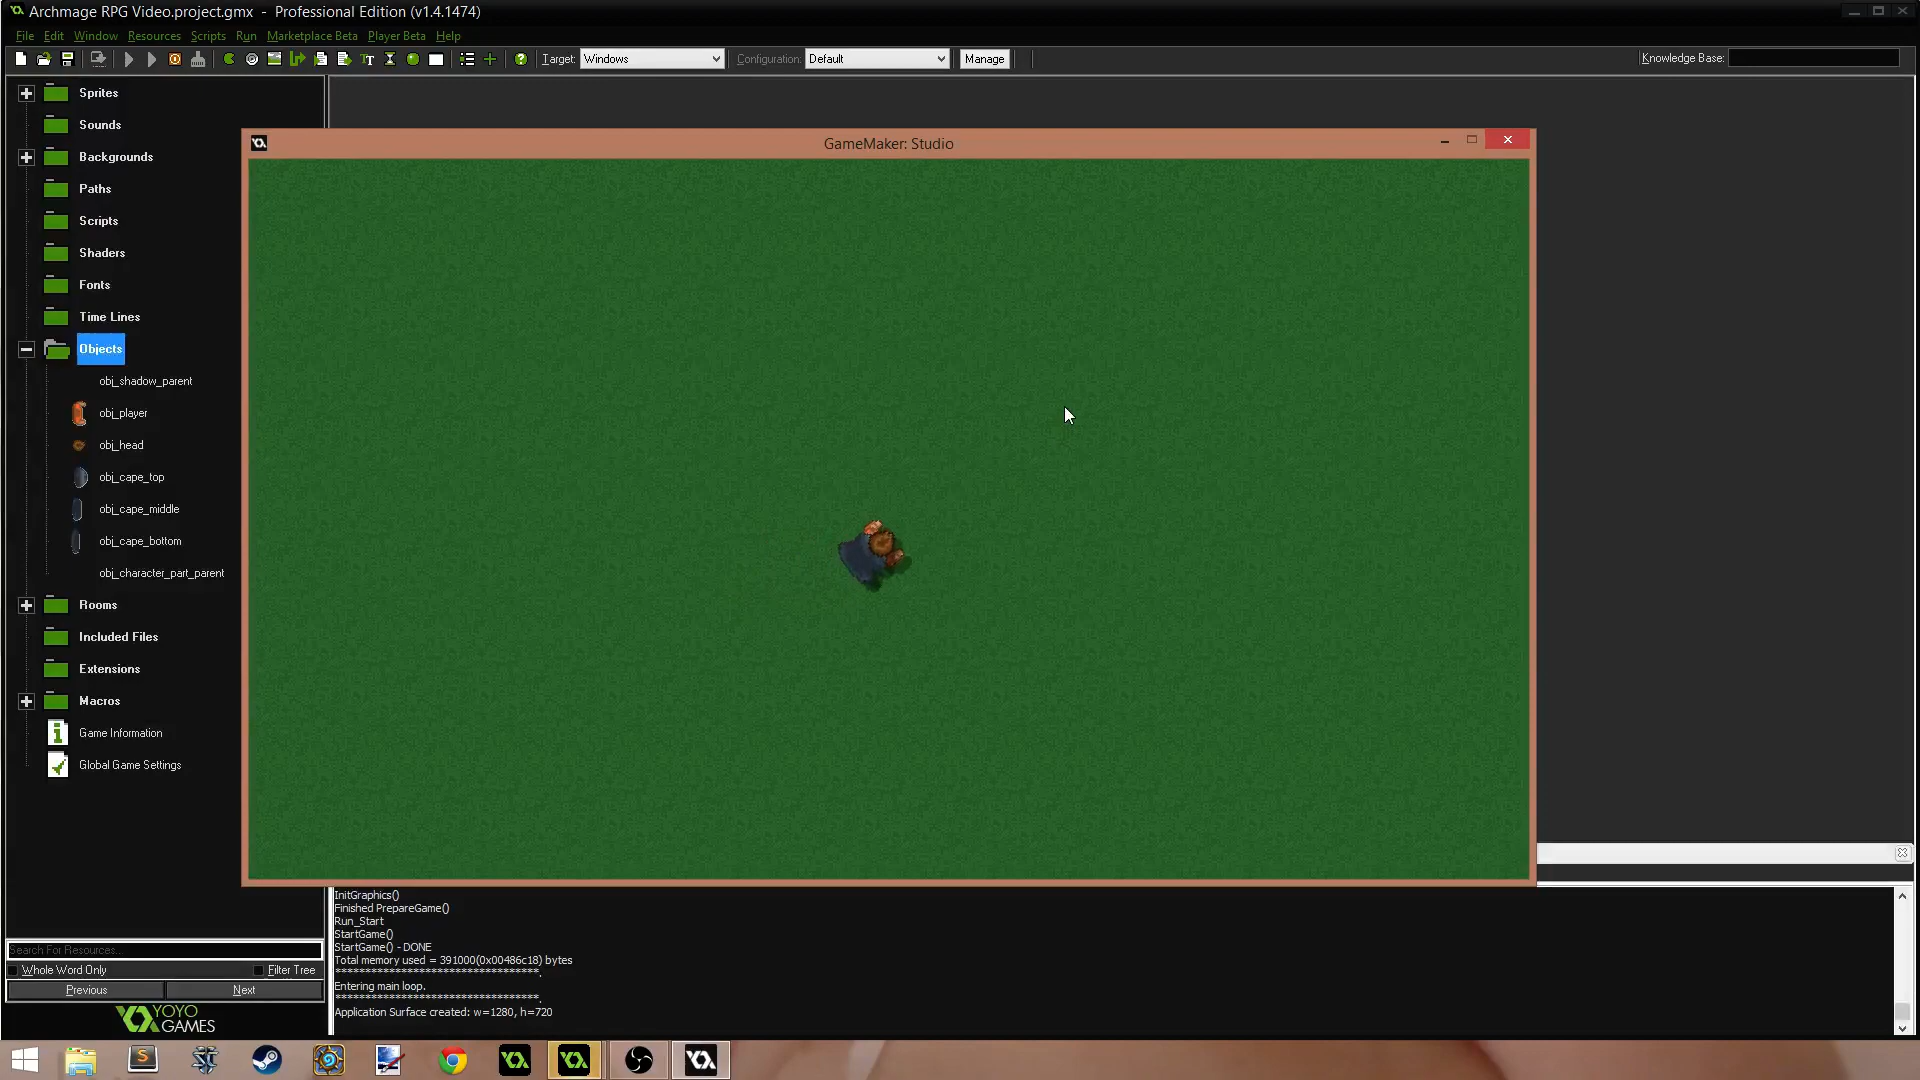 Archmage RPG Video.project.gmx - Professional Edition (v1.4.1474)
File Edit Window Resources Scripts Run Marketplace Beta Player Beta Help
Target: Windows Configuration: Default Manage Knowledge Base:
Sprites
Sounds
Backgrounds
Paths
Scripts
Shaders
Fonts
Time Lines
Objects
obj_shadow_parent
obj_player
obj_head
obj_cape_top
obj_cape_middle
obj_cape_bottom
obj_character_part_parent
Rooms
Included Files
Extensions
Macros
Game Information
Global Game Settings
Search For Resources...
Whole Word Only Filter Tree
Previous Next
YOYO
GAMES
GameMaker: Studio
InitGraphics()
Finished PrepareGame()
Run_Start
StartGame()
StartGame() - DONE
Total memory used = 391000(0x00486c18) bytes
***********************************.
Entering main loop.
***********************************.
Application Surface created: w=1280, h=720